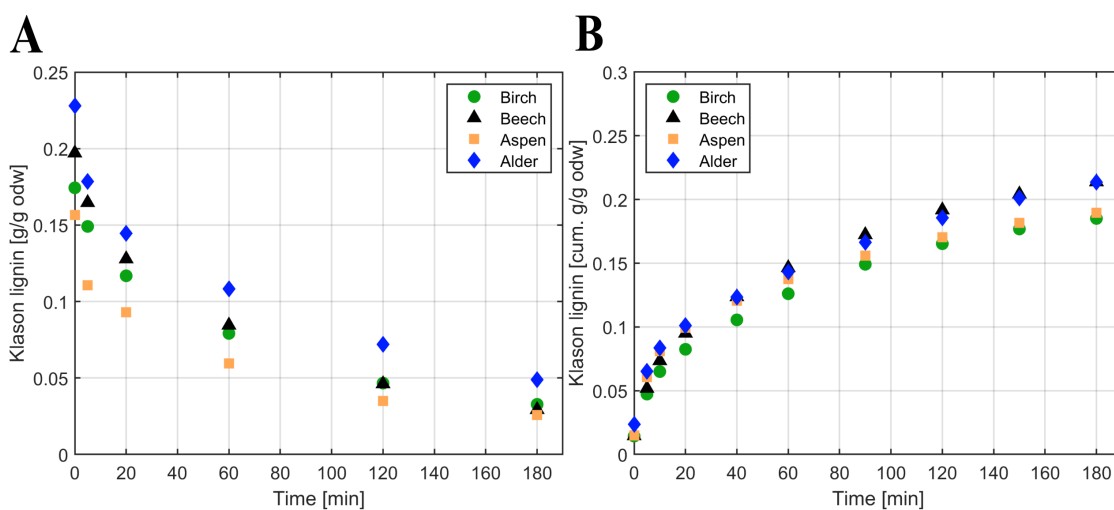 A
Klason lignin [g/g odw]
0.25
0.2
0.15
0.1
0.05
0
0 20 40 60 80 100 120 140 160 180
Time [min]
Birch
Beech
Aspen
Alder
B
Klason lignin [cum. g/g odw]
0.3
0.25
0.2
0.15
0.1
0.05
0
0 20 40 60 80 100 120 140 160 180
Time [min]
Birch
Beech
Aspen
Alder